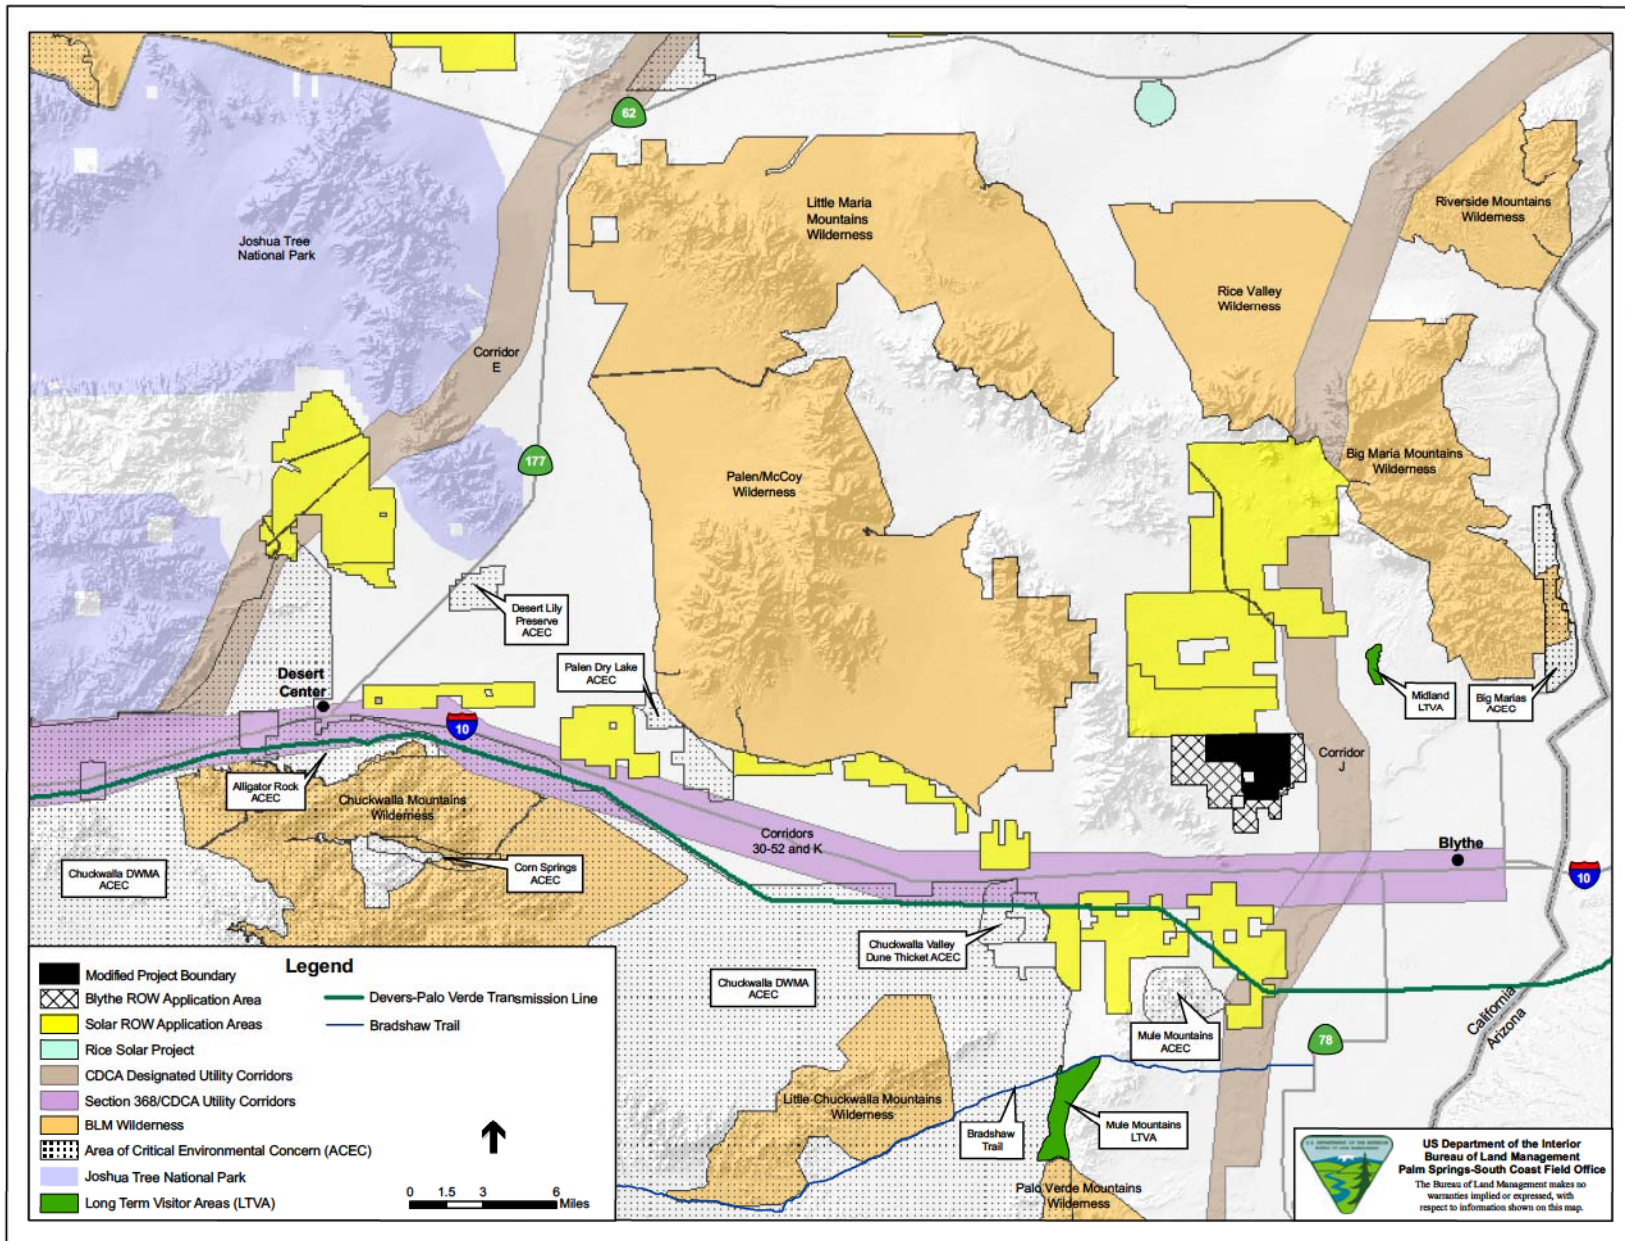 62
Little Maria
Mountains
Wilderness
Riverside Mountains
Wilderness
Joshua Tree
National Park
Rice Valley
Wilderness
Corridor
E
177
Palen/McCoy
Wilderness
Big Maria Mountains
Wilderness
Desert Lily
Preserve
ACEC
Palen Dry Lake
ACEC
Desert
Center
10
Midland
LTVA
Big Marias
ACEC
Corridor
J
Alligator Rock
ACEC
Chuckwalla Mountains
Wilderness
Corridors
30-52 and K
Blythe
10
Chuckwalla DWMA
ACEC
Corn Springs
ACEC
Chuckwalla Valley
Dune Thicket ACEC
Chuckwalla DWMA
ACEC
Mule Mountains
ACEC
California
Arizona
78
Little Chuckwalla Mountains
Wilderness
Bradshaw
Trail
Mule Mountains
LTVA
Palo Verde Mountains
Wilderness
Legend
Modified Project Boundary
Blythe ROW Application Area
Solar ROW Application Areas
Rice Solar Project
CDCA Designated Utility Corridors
Section 368/CDCA Utility Corridors
BLM Wilderness
Area of Critical Environmental Concern (ACEC)
Joshua Tree National Park
Long Term Visitor Areas (LTVA)
Devers-Palo Verde Transmission Line
Bradshaw Trail
0 1.5 3 6
Miles
U.S. DEPARTMENT OF THE INTERIOR
BUREAU OF LAND MANAGEMENT
US Department of the Interior
Bureau of Land Management
Palm Springs-South Coast Field Office
The Bureau of Land Management makes no
warranties implied or expressed, with
respect to information shown on this map.